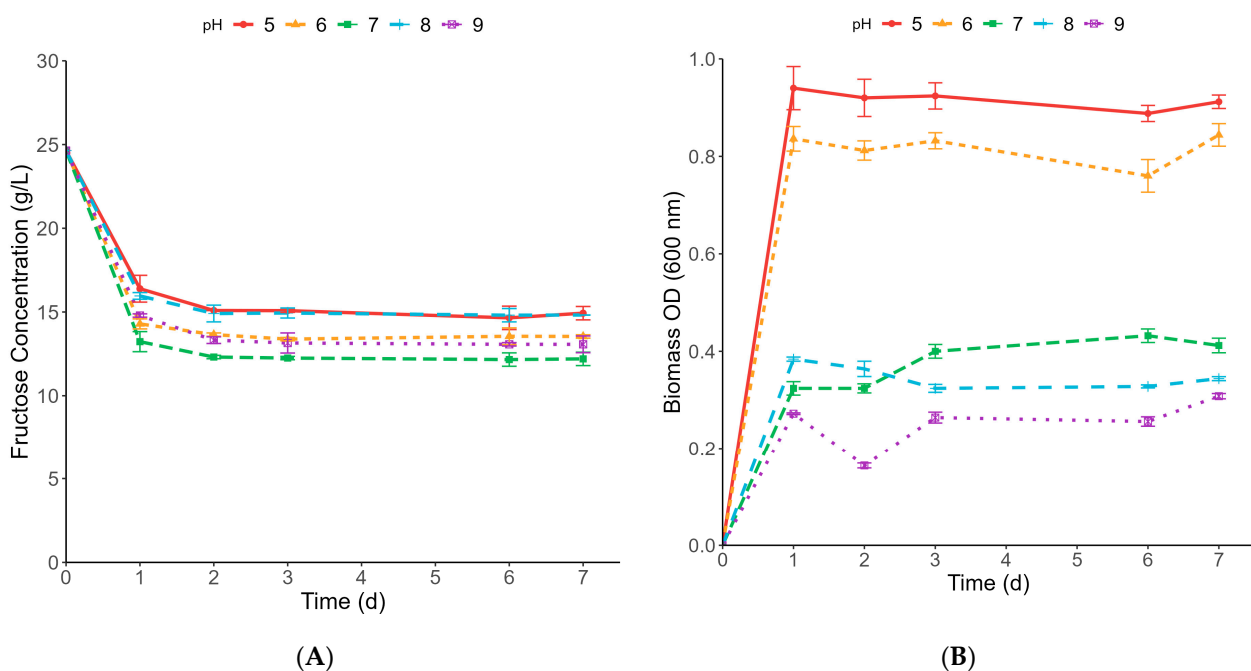 pH 5 6 7 8 9
Fructose Concentration (g/L)
30
25
20
15
10
5
0
0 1 2 3 4 5 6 7
Time (d)
(A)
pH 5 6 7 8 9
Biomass OD (600 nm)
1.0
0.8
0.6
0.4
0.2
0.0
0 1 2 3 4 5 6 7
Time (d)
(B)